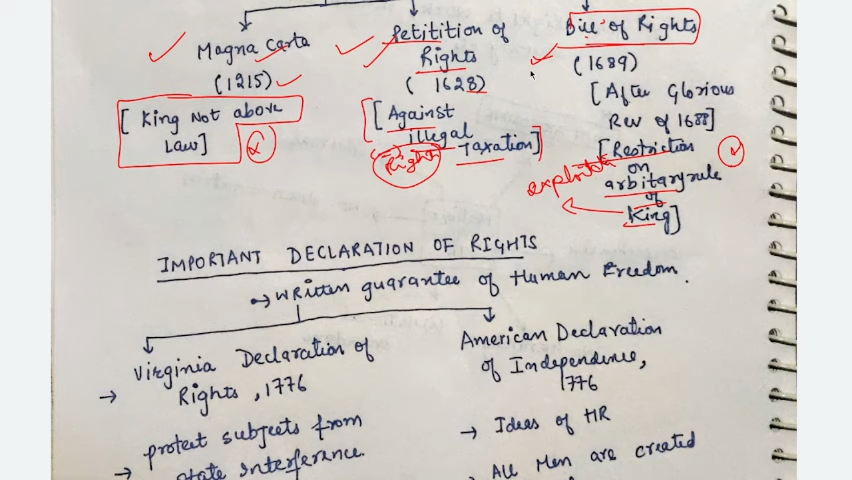 Magna Carta
(1215)
[ King Not above
Law]
Petitition of
Rights
( 1628)
[Against
illegal
Taxation]
Rights
Bill of Rights
(1689)
[After Glorious
Rev of 1688]
[Restriction
on
arbitary rule
of
King]
IMPORTANT DECLARATION OF RIGHTS
Written guarantee of Human Freedom.
Virginia Declaration of
Rights, 1776
→ protect subjects from
→ state interference.
American Declaration
of Independence,
1776
→ Ideas of HR
→ All Men are created